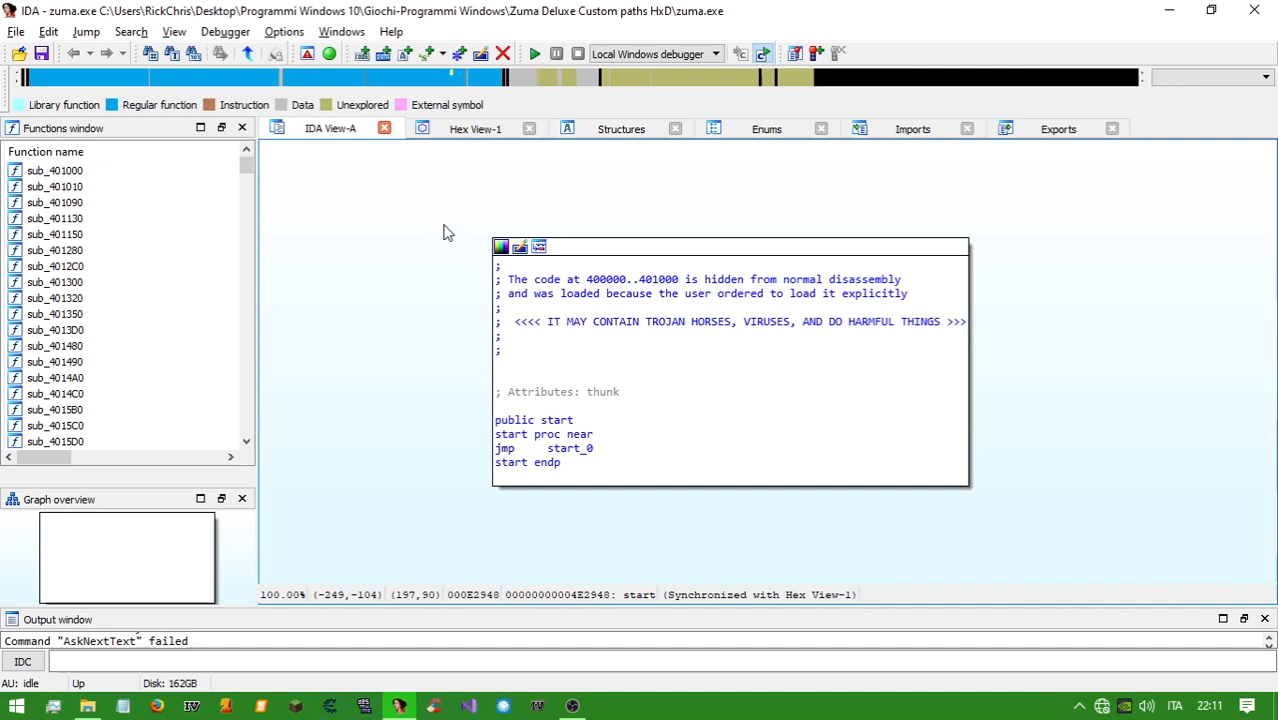 IDA - zuma.exe C:\Users\RickChris\Desktop\Programmi Windows 10\Giochi-Programmi Windows\Zuma Deluxe Custom paths HxD\zuma.exe
File Edit Jump Search View Debugger Options Windows Help
Local Windows debugger
Library function Regular function Instruction Data Unexplored External symbol
Functions window
IDA View-A Hex View-1 Structures Enums Imports Exports
Function name
sub_401000
sub_401010
sub_401090
sub_401130
sub_401150
sub_401280
sub_4012C0
sub_401300
sub_401320
sub_401350
sub_4013D0
sub_401480
sub_401490
sub_4014A0
sub_4014C0
sub_4015B0
sub_4015C0
sub_4015D0
;
; The code at 400000..401000 is hidden from normal disassembly
; and was loaded because the user ordered to load it explicitly
;
; <<<< IT MAY CONTAIN TROJAN HORSES, VIRUSES, AND DO HARMFUL THINGS >>>
;
;
; Attributes: thunk
public start
start proc near
jmp start_0
start endp
Graph overview
100.00% (-249,-104) (197,90) 000E2948 00000000004E2948: start (Synchronized with Hex View-1)
Output window
Command "AskNextText" failed
IDC
AU: idle Up Disk: 162GB
ITA 22:11